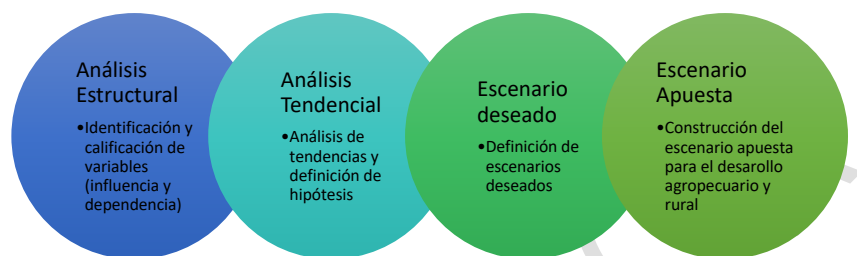 Análisis
Estructural
•Identificación y
calificación de
variables
(influencia y
dependencia)
Análisis
Tendencial
•Análisis de
tendencias y
definición de
hipótesis
Escenario
deseado
•Definición de
escenarios
deseados
Escenario
Apuesta
•Construcción del
escenario apuesta
para el desarollo
agropecuario y
rural